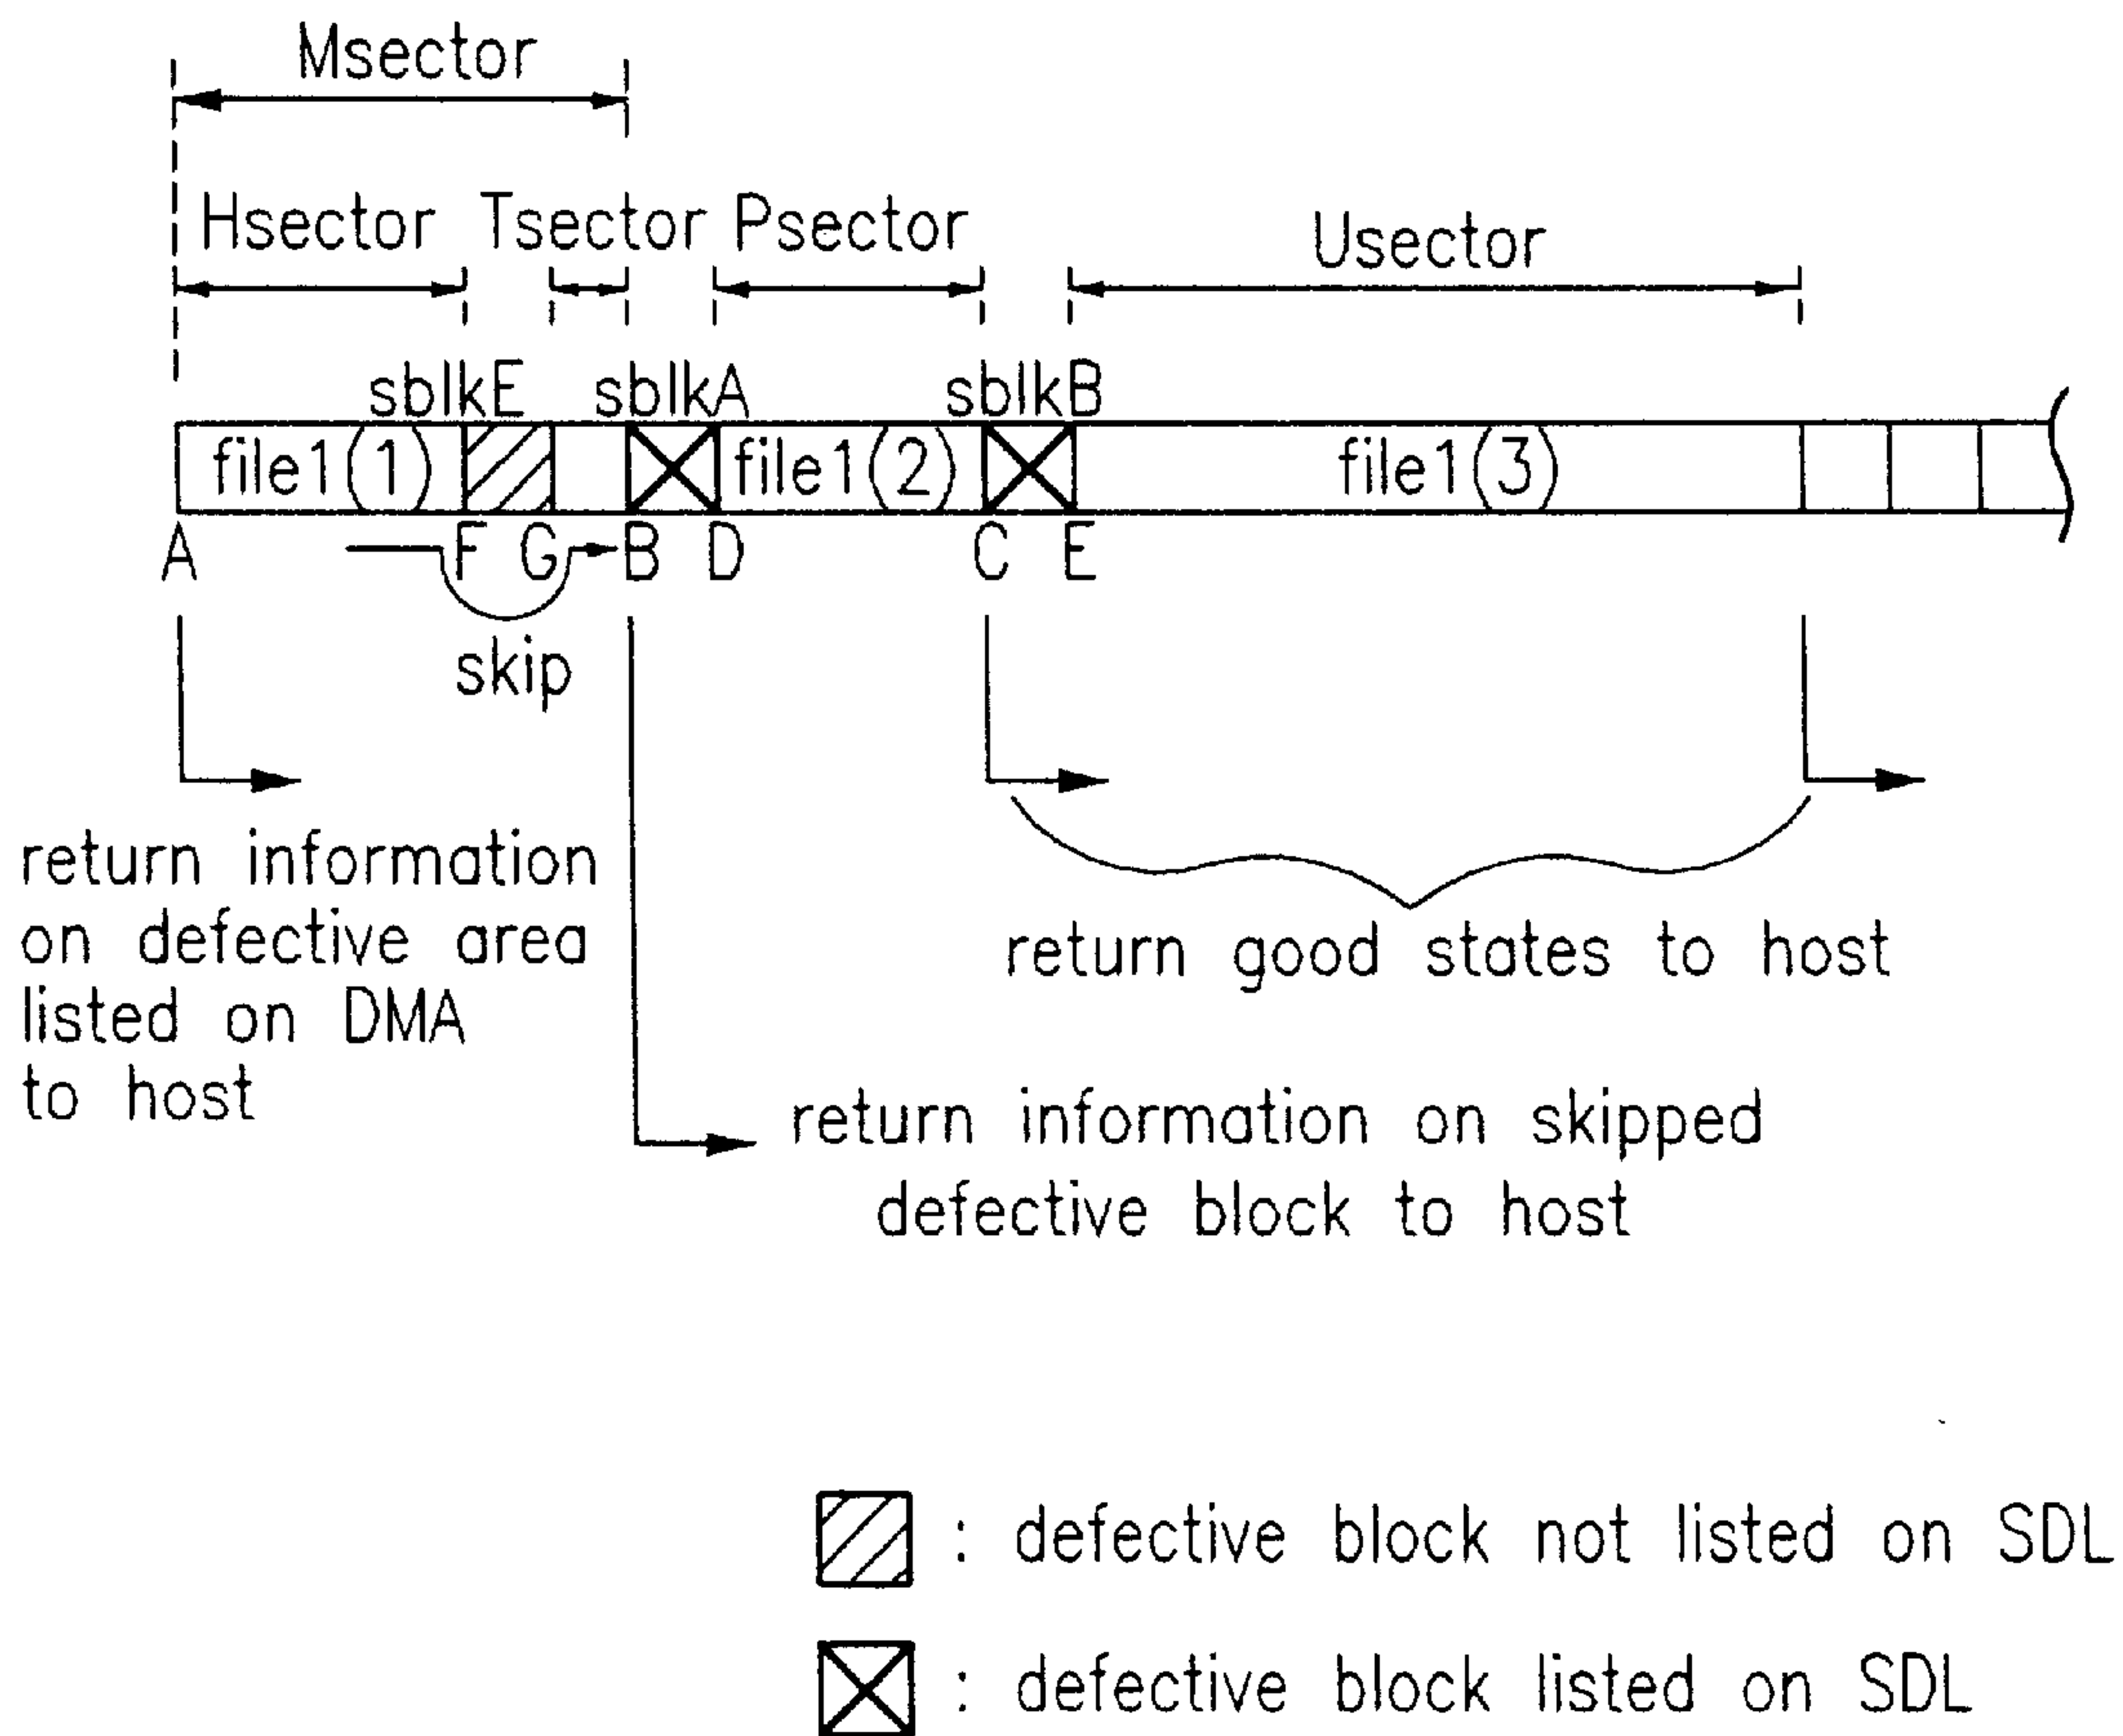 Msector
Hsector Tsector Psector Usector
sblkE sblkA sblkB
file1(1) file1(2) file1(3)
A F G B D C E
skip
return information
on defective area
listed on DMA
to host
return good states to host
return information on skipped
defective block to host
: defective block not listed on SDL
: defective block listed on SDL